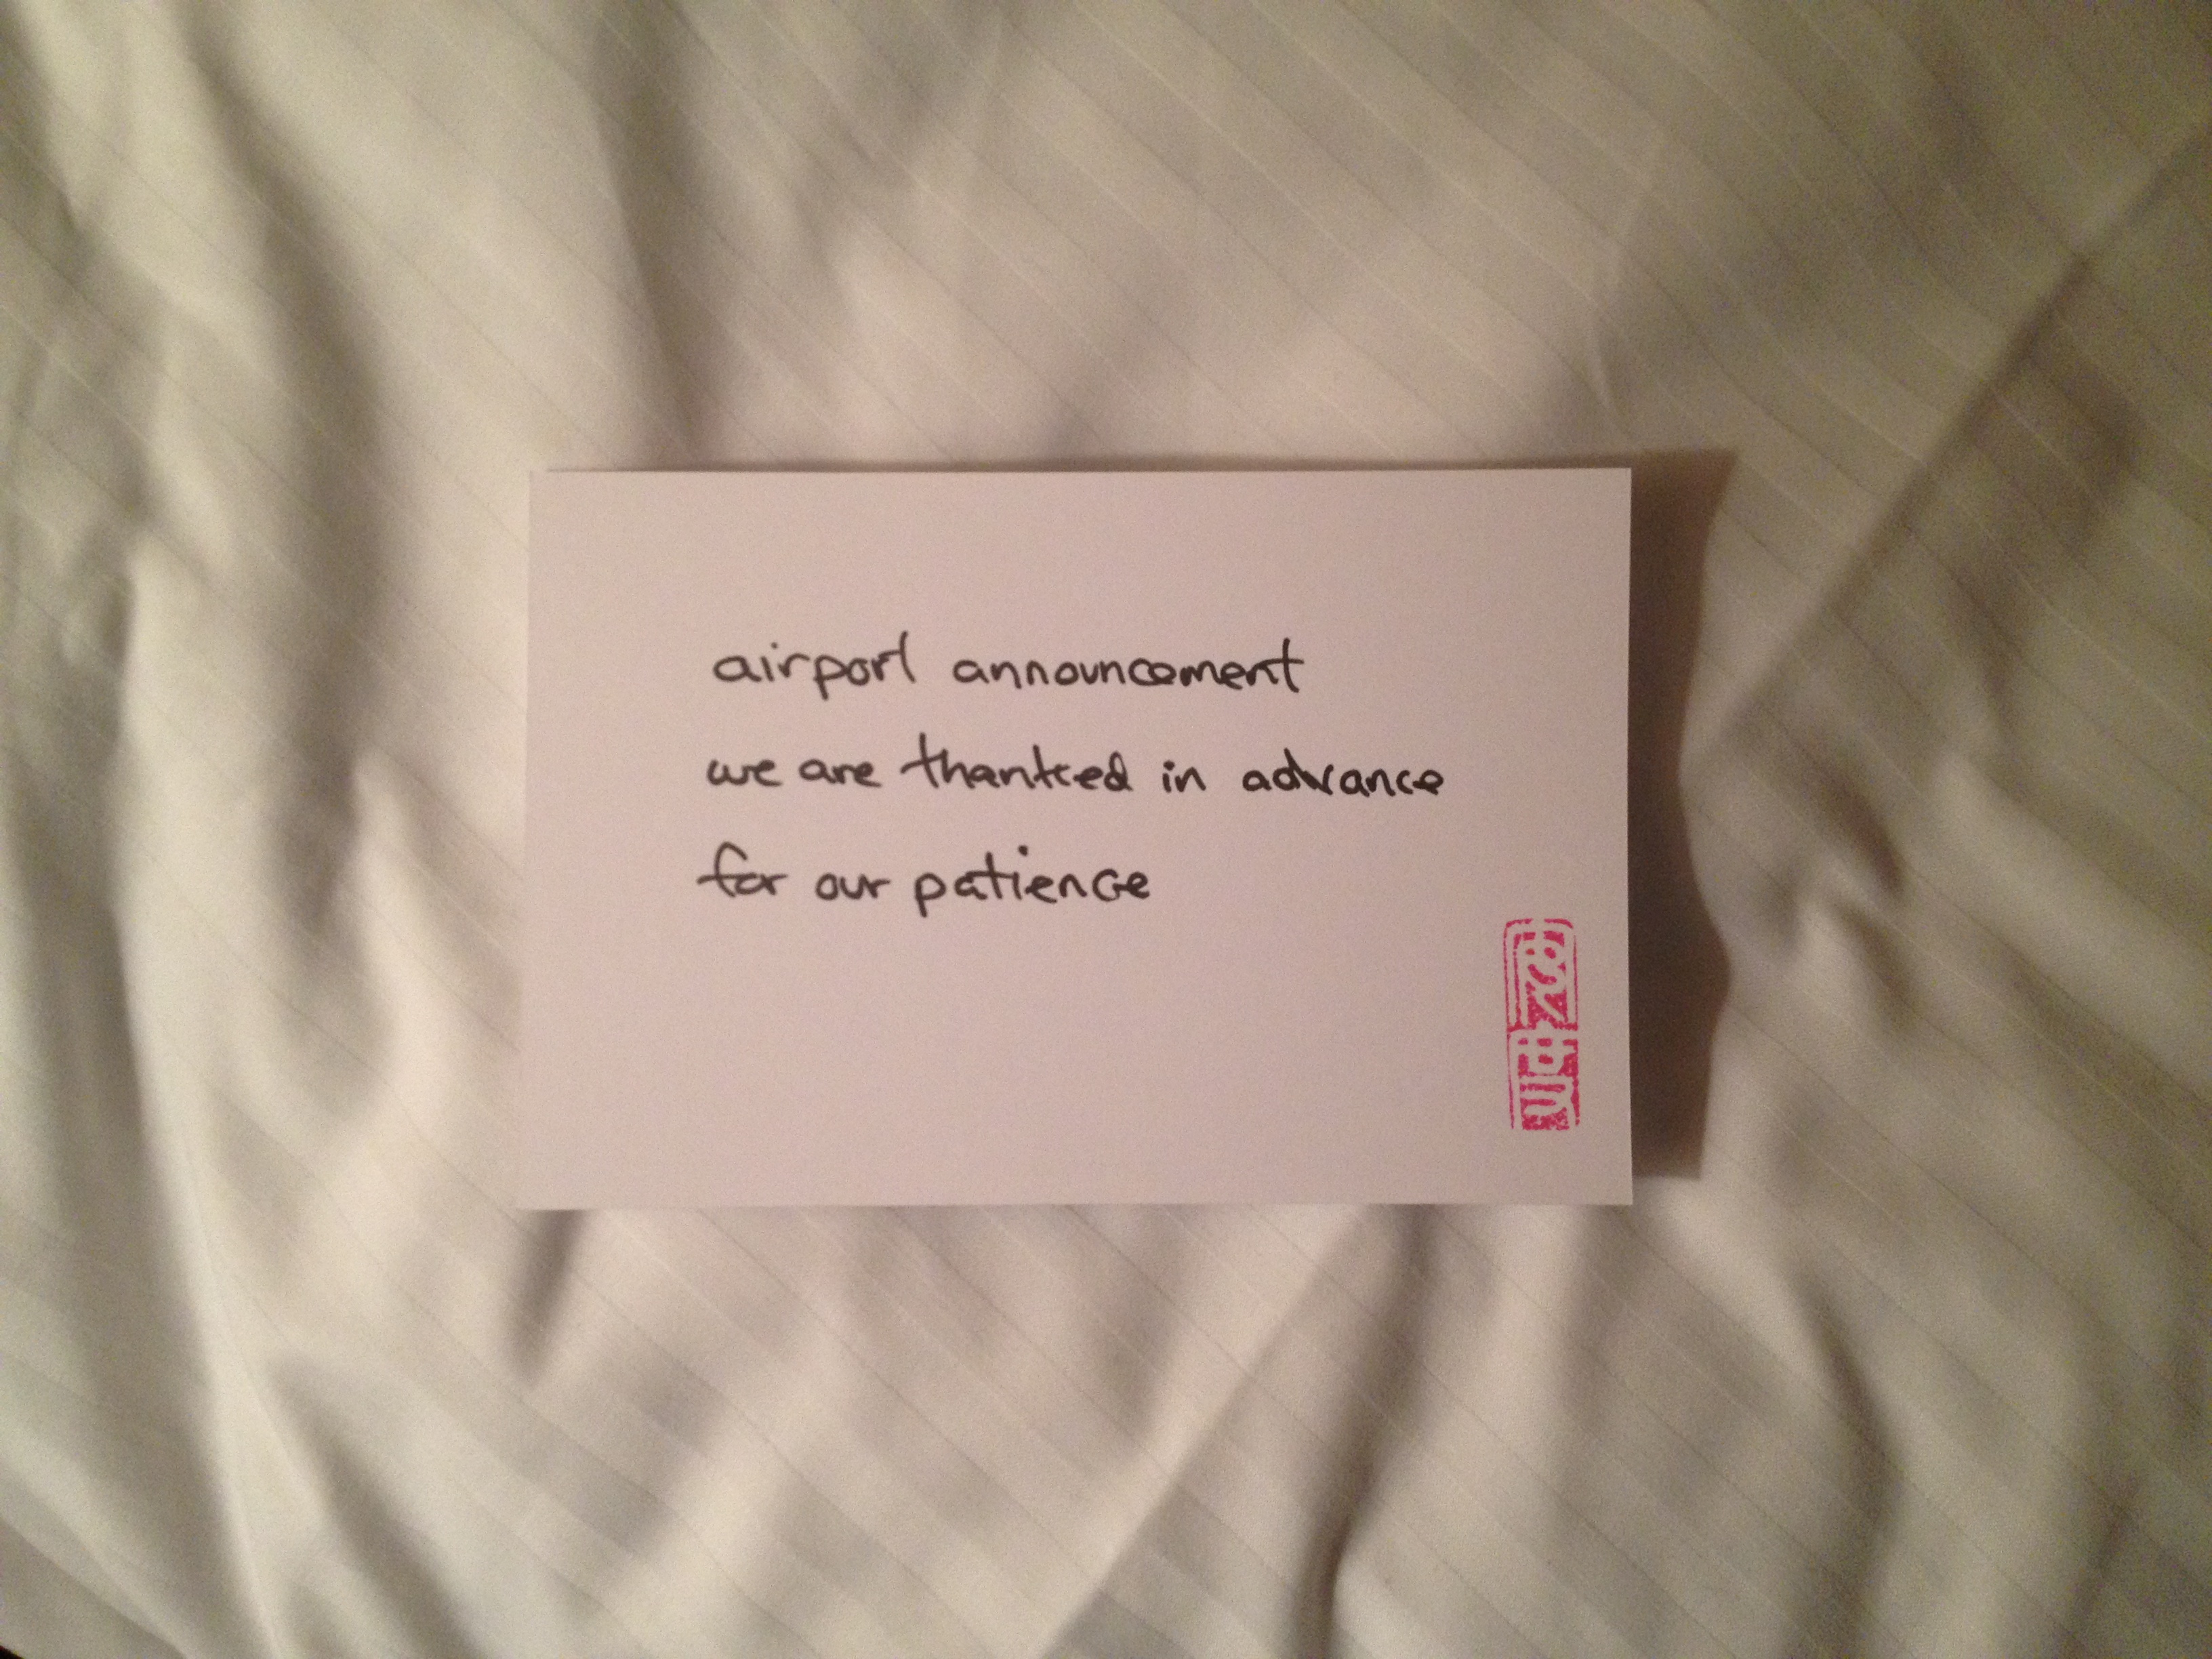 airport announcement
we are thanked in advance
for our patience